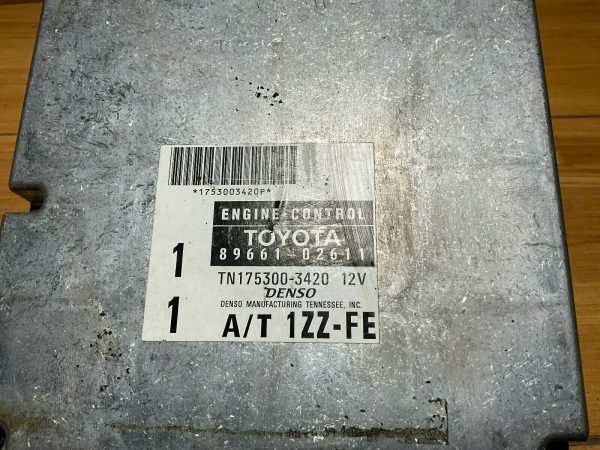 *1753003420P*
ENGINE-CONTROL
TOYOTA
89661-02611
1
TN175300-3420 12V
DENSO
DENSO MANUFACTURING TENNESSEE, INC.
1
A/T 1ZZ-FE